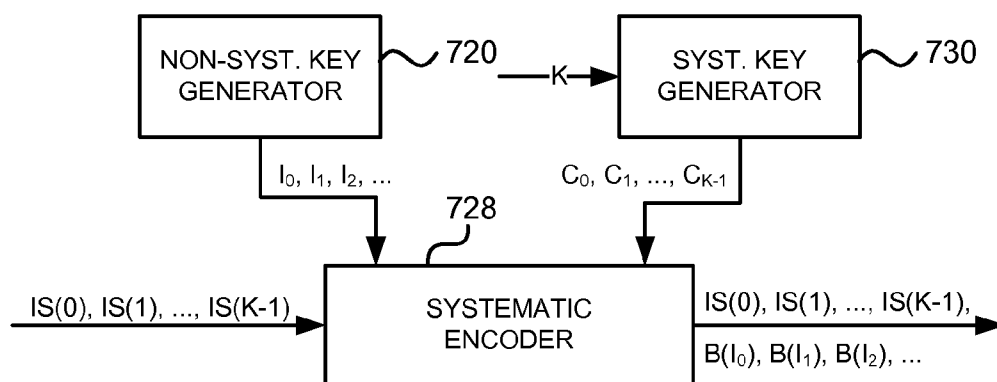 NON-SYST. KEY
GENERATOR
720
K
SYST. KEY
GENERATOR
730
I₀, I₁, I₂, ...
C₀, C₁, ..., C_K-1
728
IS(0), IS(1), ..., IS(K-1)
SYSTEMATIC
ENCODER
IS(0), IS(1), ..., IS(K-1),
B(I₀), B(I₁), B(I₂), ...